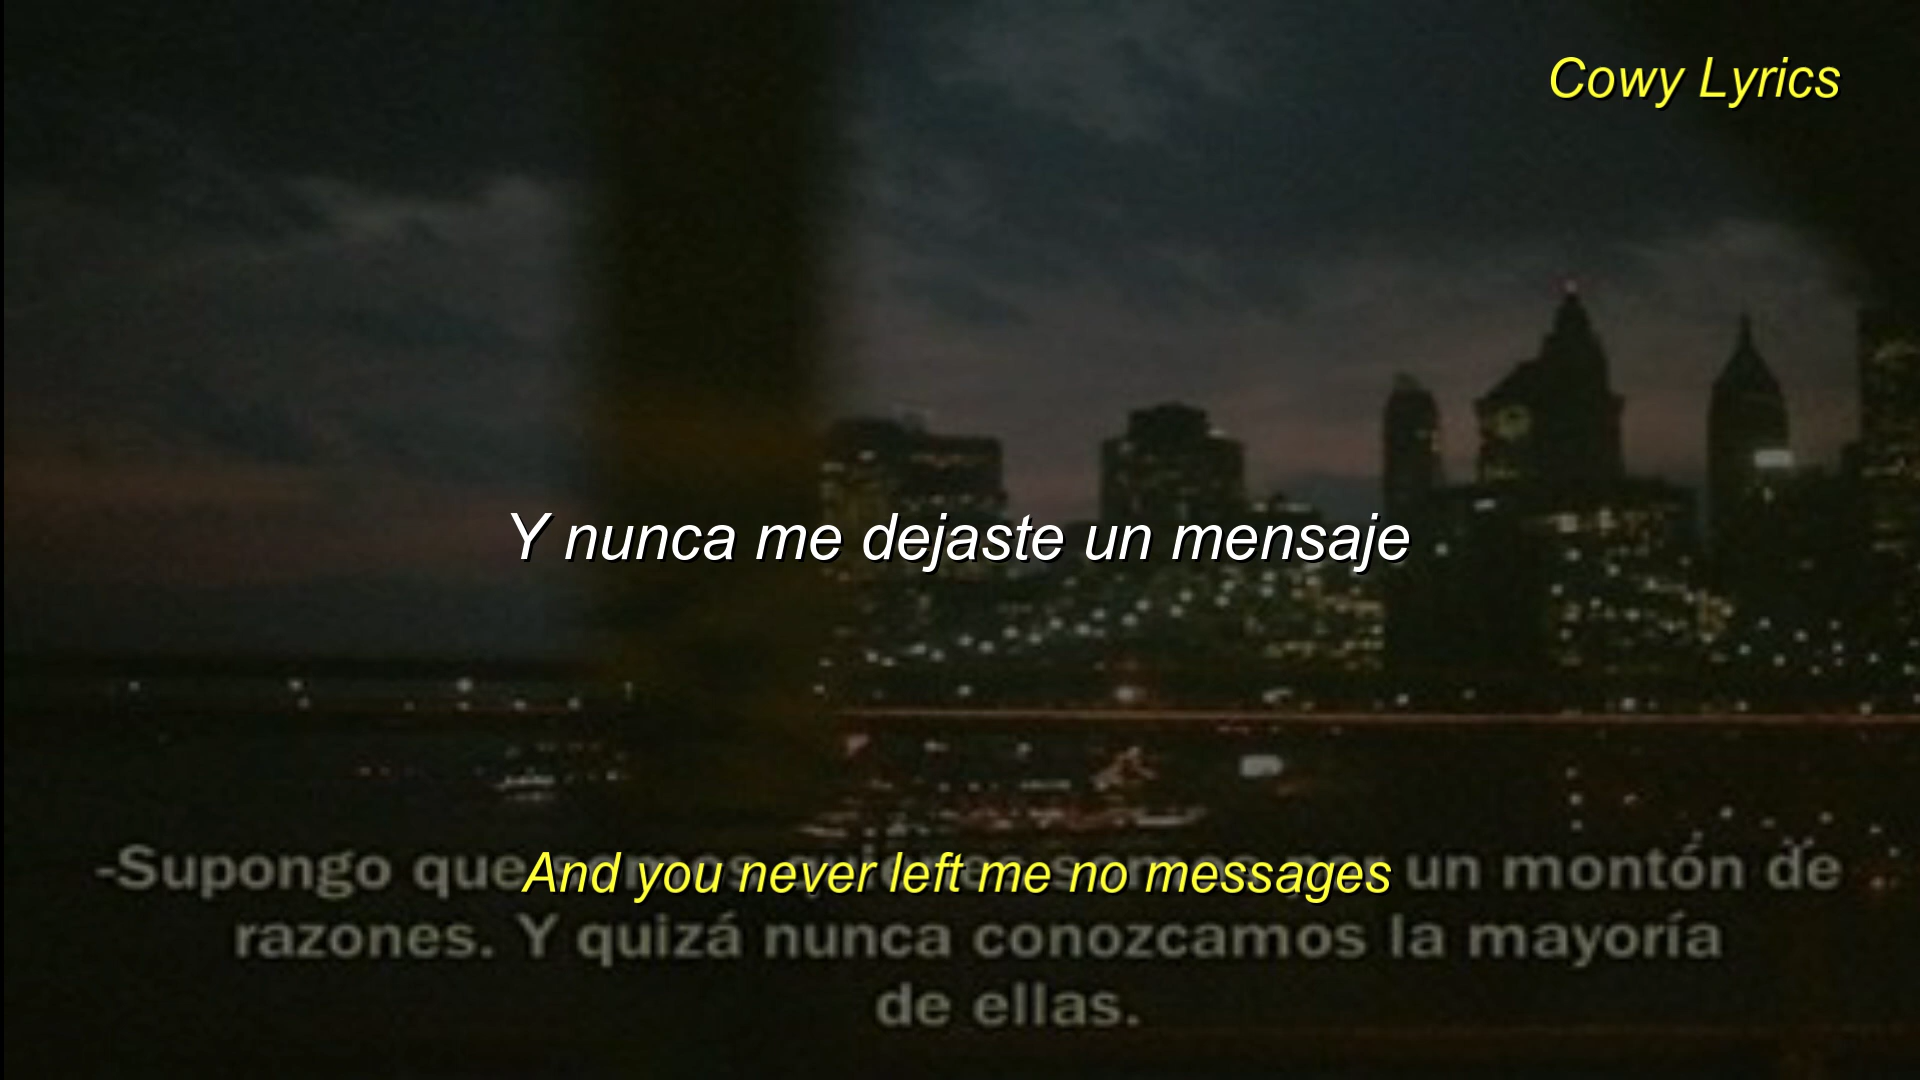 Cowy Lyrics
Y nunca me dejaste un mensaje
And you never left me no messages
-Supongo que un montón de
razones. Y quizá nunca conozcamos la mayoría
de ellas.